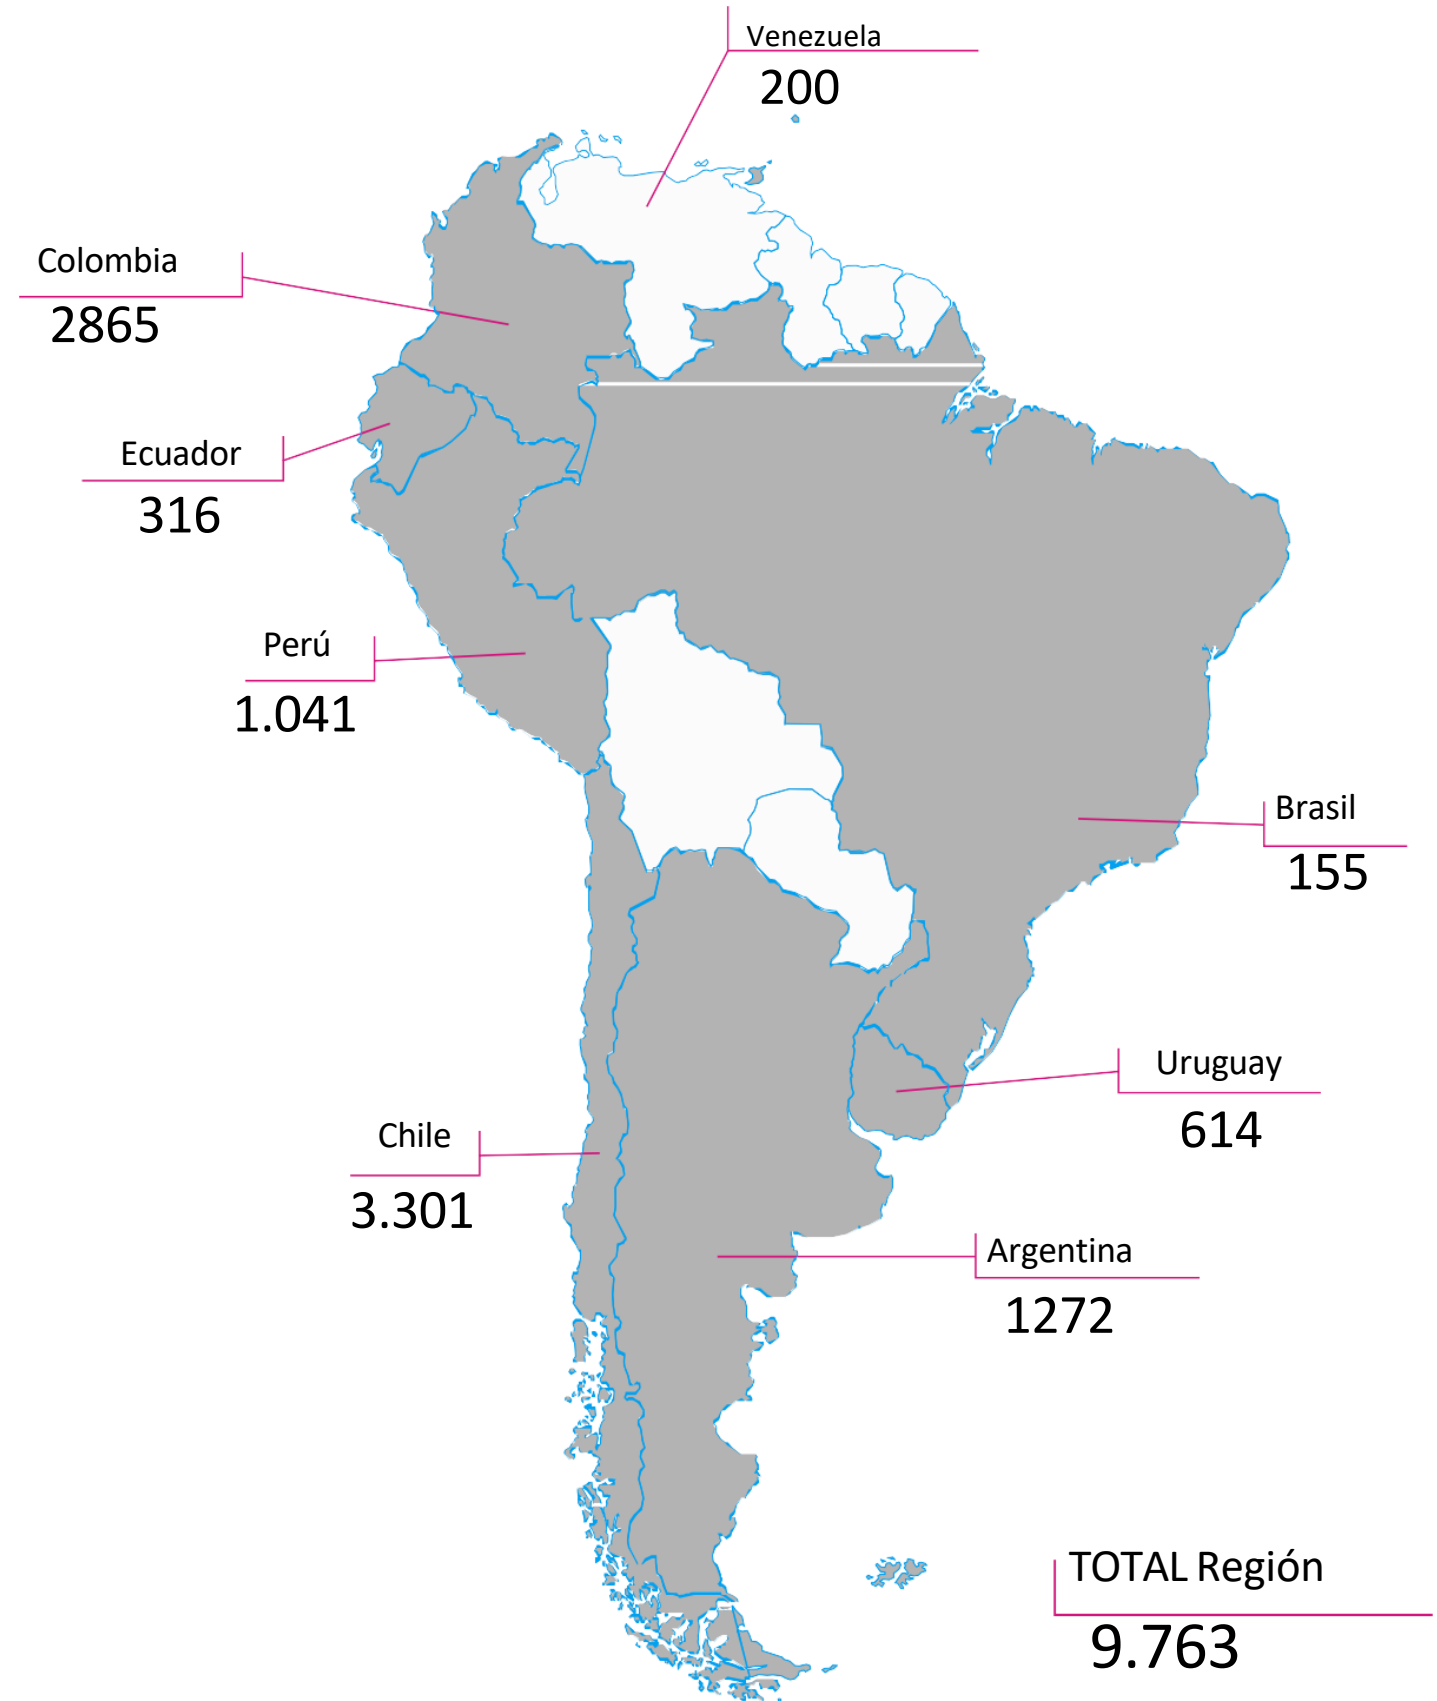 Venezuela
200
Colombia
2865
Ecuador
316
Perú
1.041
Brasil
155
Uruguay
614
Chile
3.301
Argentina
1272
TOTAL Región
9.763